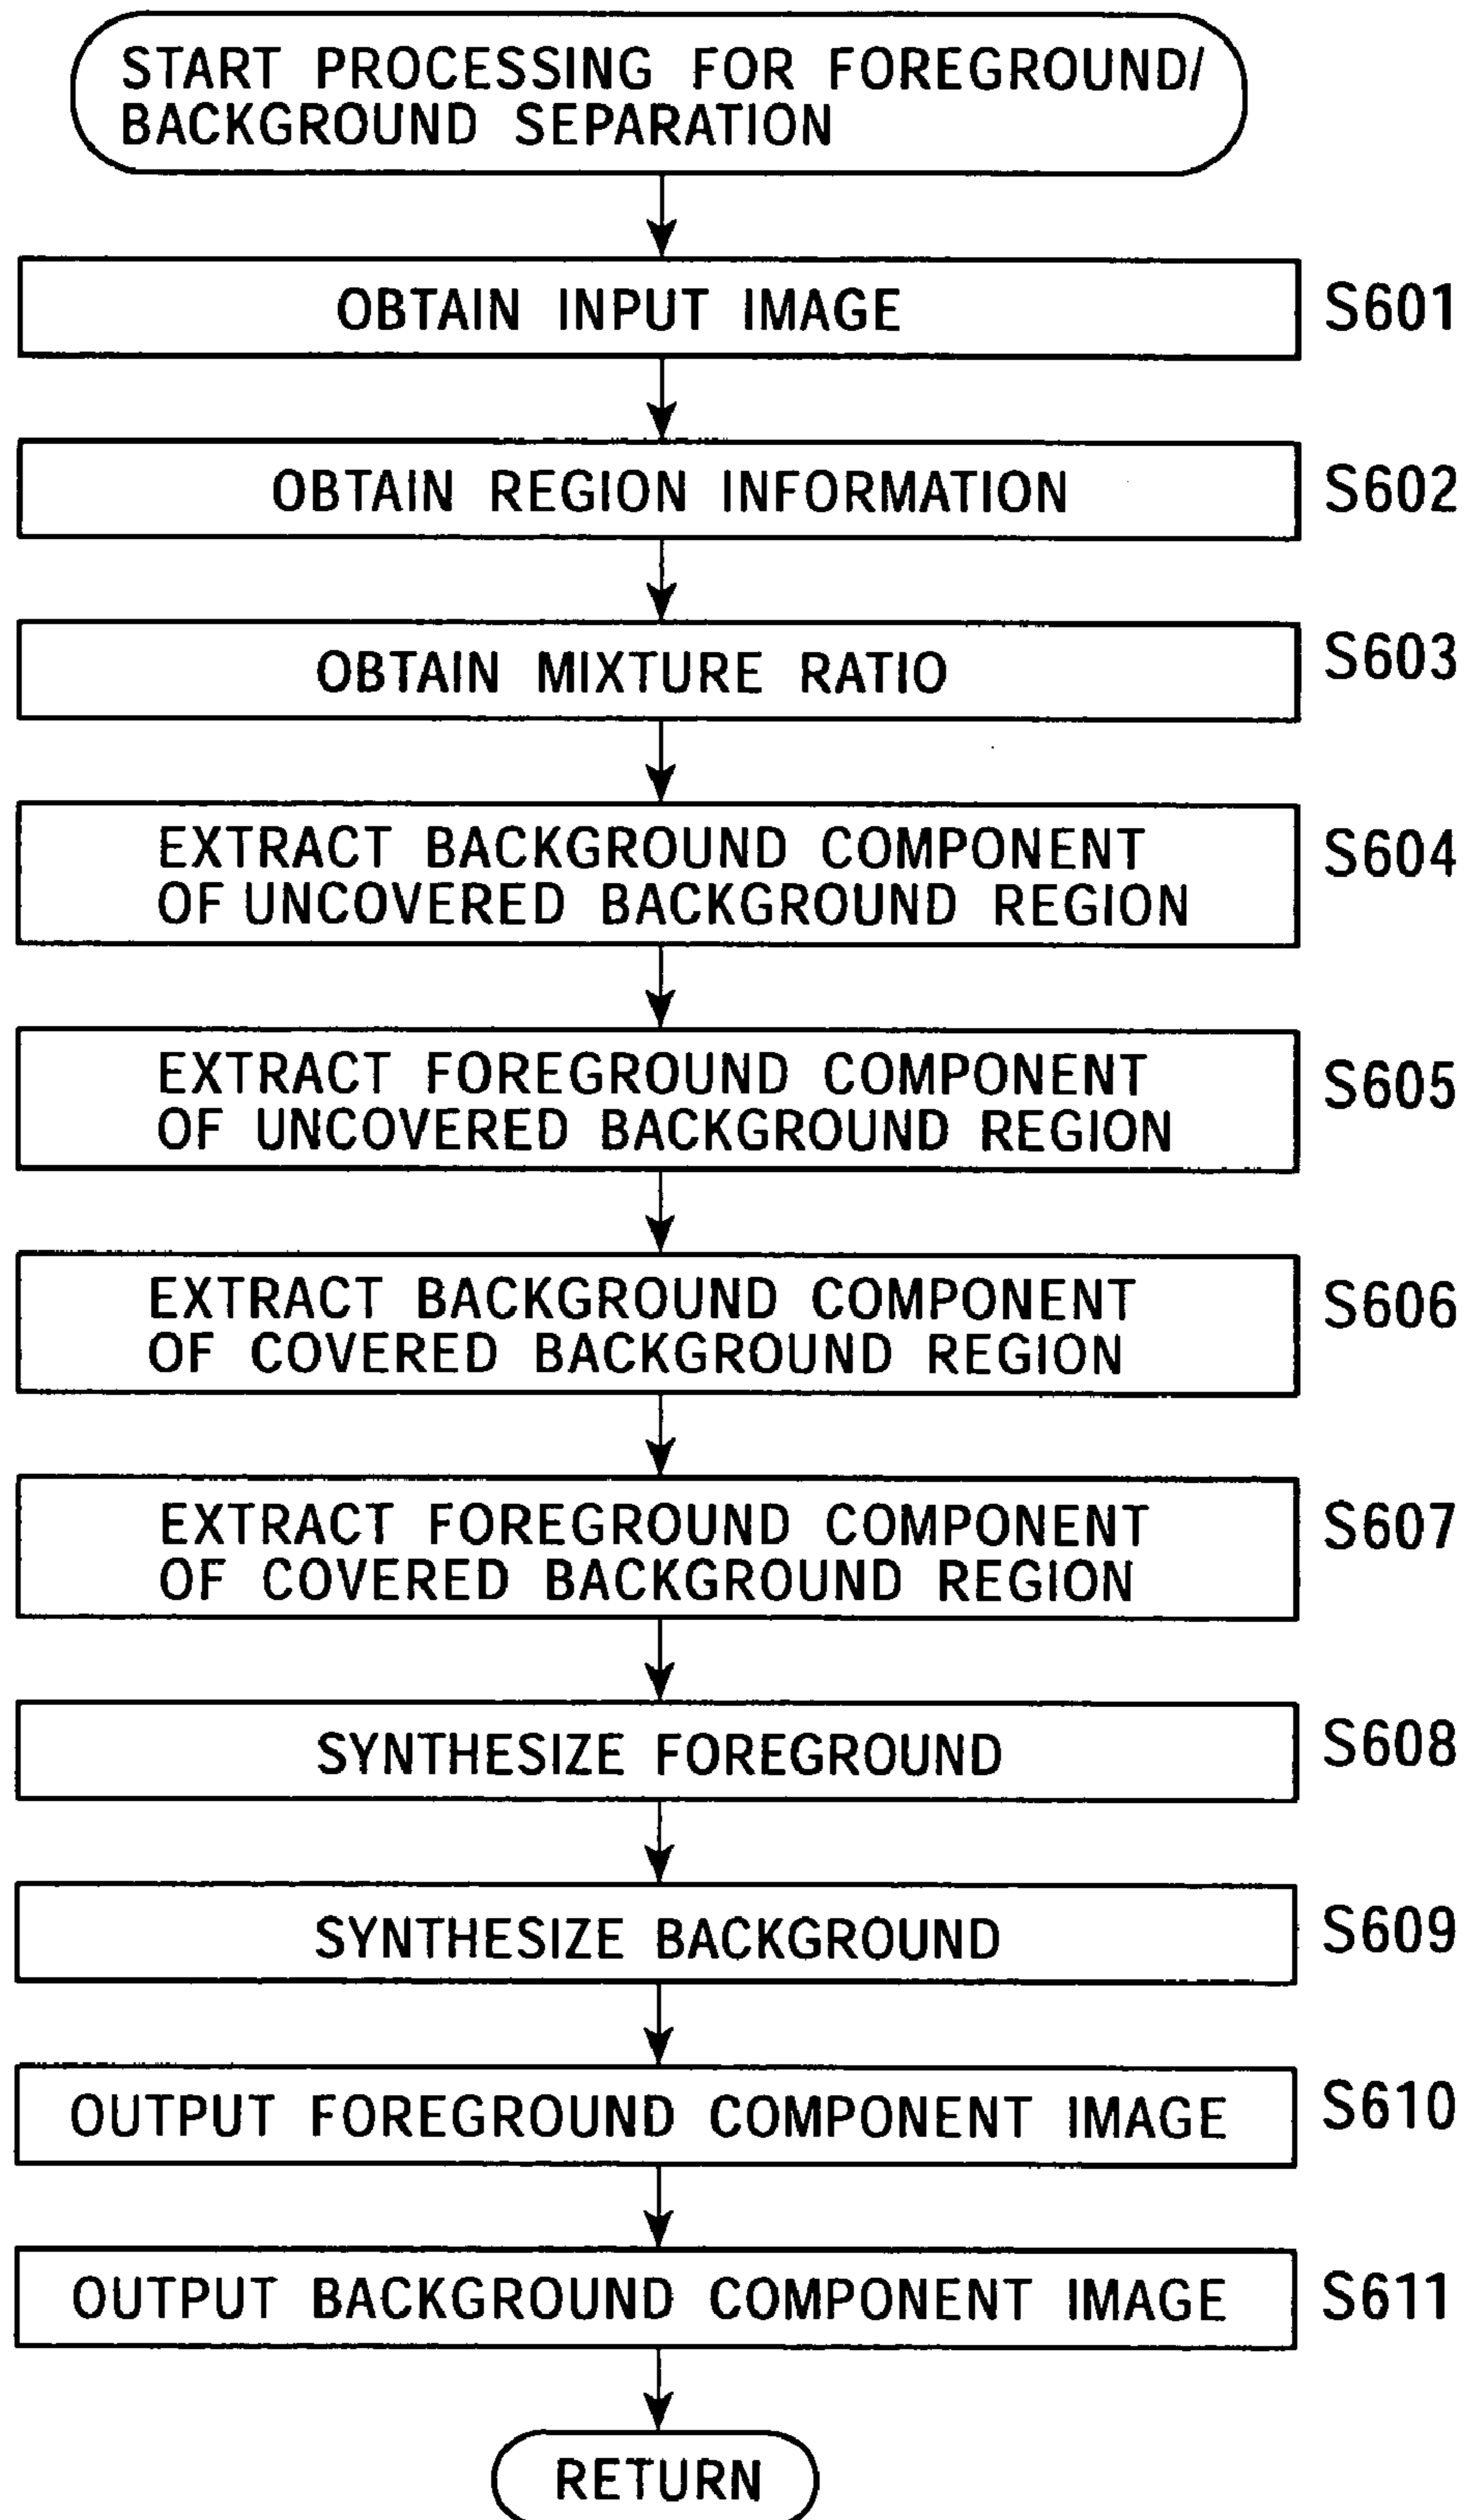 START PROCESSING FOR FOREGROUND/
BACKGROUND SEPARATION
OBTAIN INPUT IMAGE
S601
OBTAIN REGION INFORMATION
S602
OBTAIN MIXTURE RATIO
S603
EXTRACT BACKGROUND COMPONENT
OF UNCOVERED BACKGROUND REGION
S604
EXTRACT FOREGROUND COMPONENT
OF UNCOVERED BACKGROUND REGION
S605
EXTRACT BACKGROUND COMPONENT
OF COVERED BACKGROUND REGION
S606
EXTRACT FOREGROUND COMPONENT
OF COVERED BACKGROUND REGION
S607
SYNTHESIZE FOREGROUND
S608
SYNTHESIZE BACKGROUND
S609
OUTPUT FOREGROUND COMPONENT IMAGE
S610
OUTPUT BACKGROUND COMPONENT IMAGE
S611
RETURN